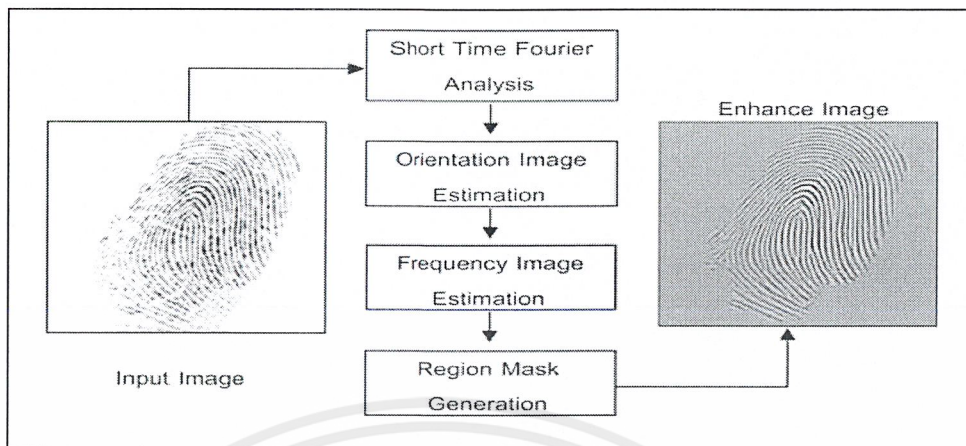 Short Time Fourier
Analysis
Enhance Image
Orientation Image
Estimation
Frequency Image
Estimation
Region Mask
Generation
Input Image